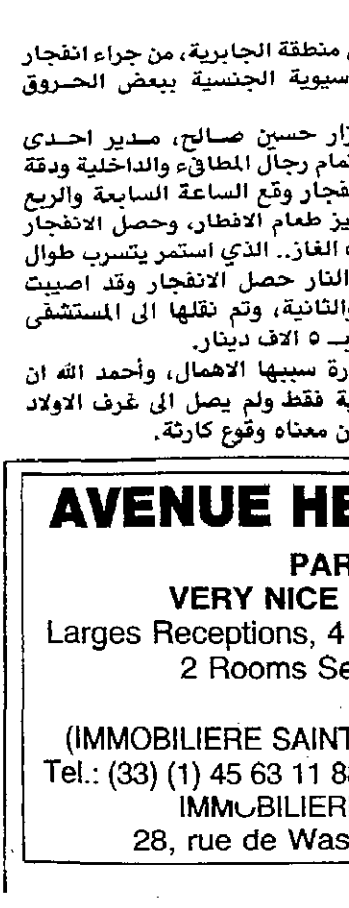 منطقة الجابرية، من جراء انفجار
سيوية الجنسية ببعض الحروق
زار حسين صالح، مدير احدى
تمام رجال المطافىء والداخلية ودقة
نفجار وقع الساعة السابعة والربع
يز طعام الافطار، وحصل الانفجار
الغاز.. الذي استمر يتسرب طوال
النار حصل الانفجار وقد اصيبت
والثانية، وتم نقلها الى المستشفى
بـ ٥ الاف دينار.
رة سببها الاهمال، وأحمد الله ان
ية فقط ولم يصل الى غرف الاولاد
ن معناه وقوع كارثة.
AVENUE HE
PAR
VERY NICE
Larges Receptions, 4
2 Rooms Se
(IMMOBILIERE SAINT
Tel.: (33) (1) 45 63 11 8
IMMOBILIER
28, rue de Was